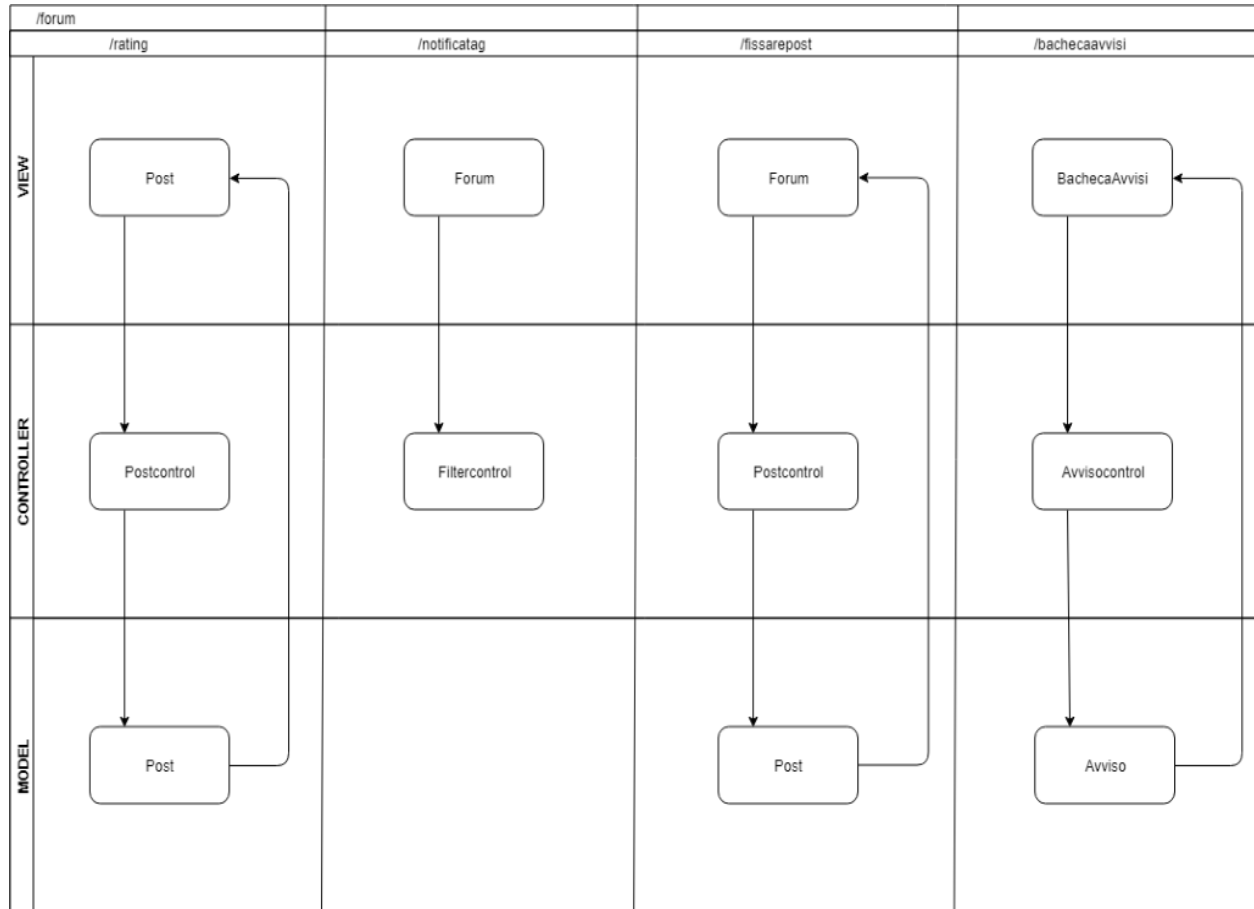 /forum
/rating
/notificatag
/fissarepost
/bachecaavvisi
VIEW
Post
Forum
Forum
BachecaAvvisi
CONTROLLER
Postcontrol
Filtercontrol
Postcontrol
Avvisocontrol
MODEL
Post
Post
Avviso